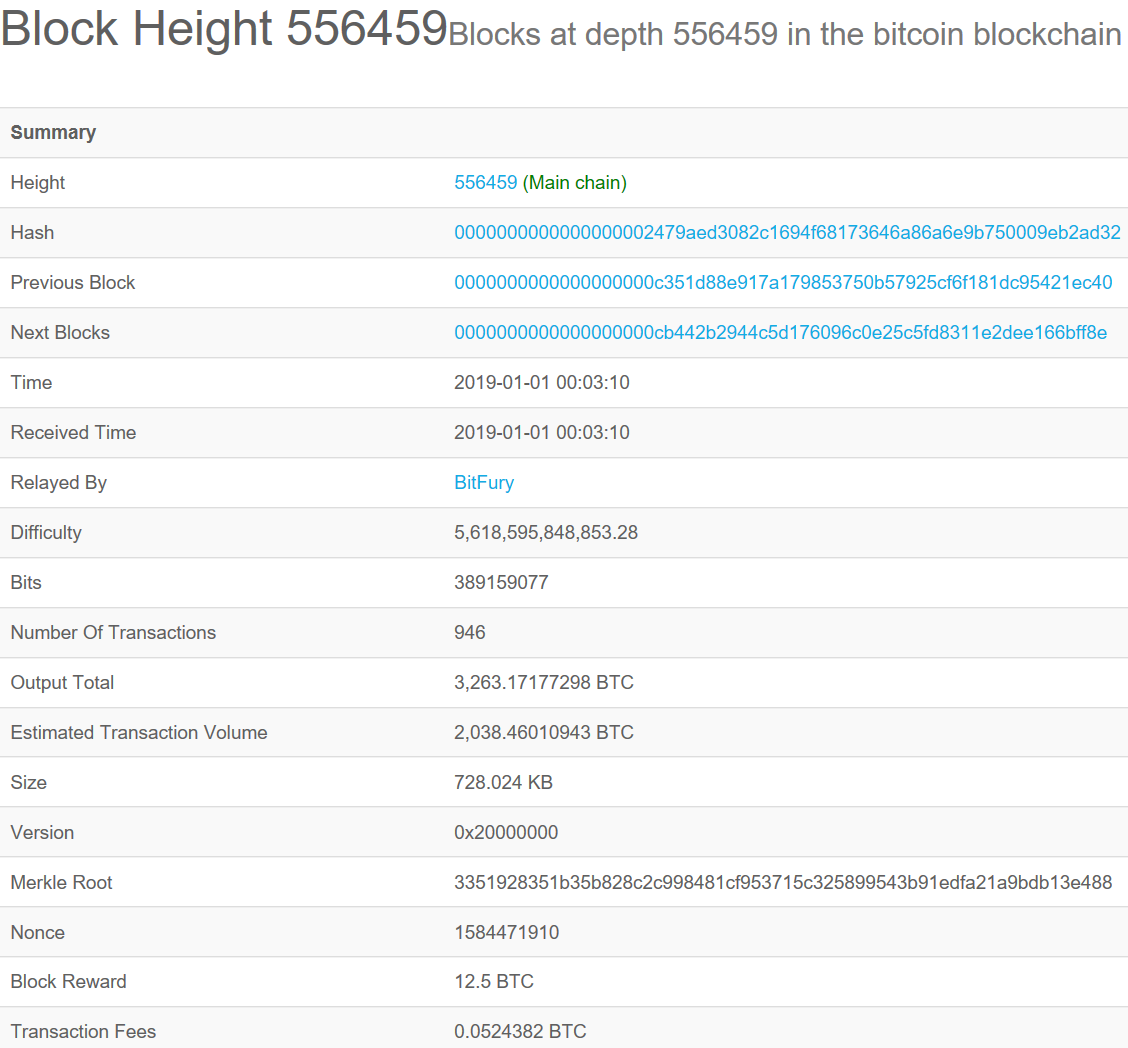 Block Height 556459Blocks at depth 556459 in the bitcoin blockchain
Summary
Height 556459 (Main chain)
Hash 0000000000000000002479aed3082c1694f68173646a86a6e9b750009eb2ad32
Previous Block 0000000000000000000c351d88e917a179853750b57925cf6f181dc95421ec40
Next Blocks 0000000000000000000cb442b2944c5d176096c0e25c5fd8311e2dee166bff8e
Time 2019-01-01 00:03:10
Received Time 2019-01-01 00:03:10
Relayed By BitFury
Difficulty 5,618,595,848,853.28
Bits 389159077
Number Of Transactions 946
Output Total 3,263.17177298 BTC
Estimated Transaction Volume 2,038.46010943 BTC
Size 728.024 KB
Version 0x20000000
Merkle Root 3351928351b35b828c2c998481cf953715c325899543b91edfa21a9bdb13e488
Nonce 1584471910
Block Reward 12.5 BTC
Transaction Fees 0.0524382 BTC